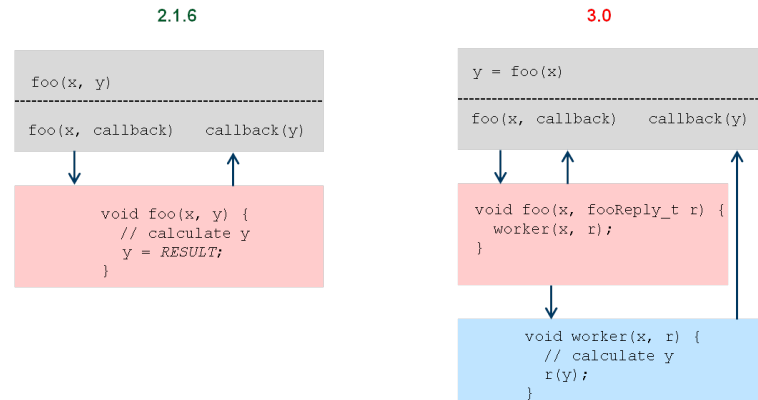 2.1.6
foo(x, y)
foo(x, callback) callback(y)
void foo(x, y) {
// calculate y
y = RESULT;
}
3.0
y = foo(x)
foo(x, callback) callback(y)
void foo(x, fooReply_t r) {
worker(x, r);
}
void worker(x, r) {
// calculate y
r(y);
}